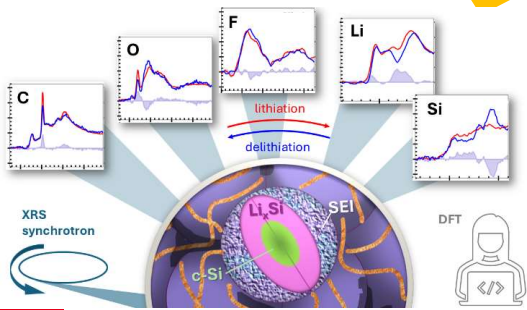 C
O
F
Li
Si
lithiation
delithiation
XRS
synchrotron
LiₓSi
SEI
c-Si
DFT
</>